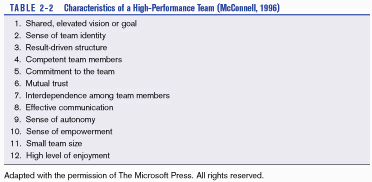 TABLE 2-2 Characteristics of a High-Performance Team (McConnell, 1996)
1. Shared, elevated vision or goal
2. Sense of team identity
3. Result-driven structure
4. Competent team members
5. Commitment to the team
6. Mutual trust
7. Interdependence among team members
8. Effective communication
9. Sense of autonomy
10. Sense of empowerment
11. Small team size
12. High level of enjoyment
Adapted with the permission of The Microsoft Press. All rights reserved.